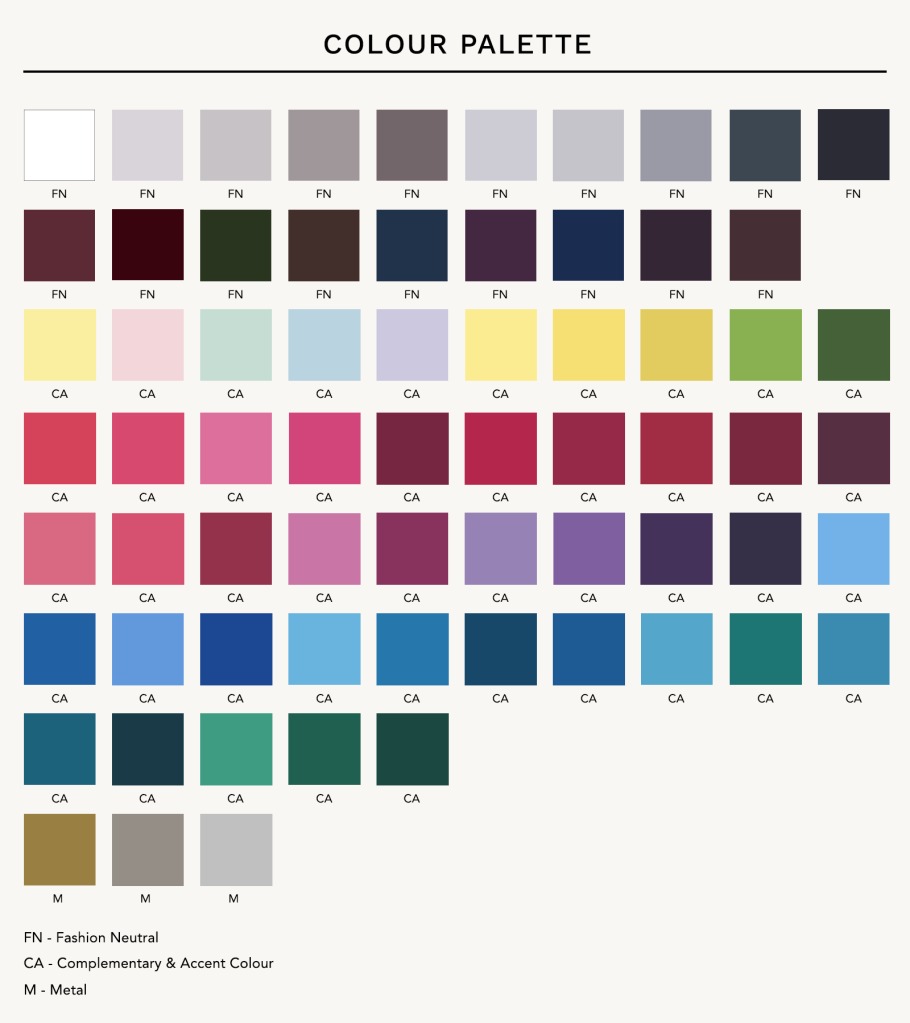 COLOUR PALETTE
FN FN FN FN FN FN FN FN FN FN
FN FN FN FN FN FN FN FN FN
CA CA CA CA CA CA CA CA CA CA
CA CA CA CA CA CA CA CA CA CA
CA CA CA CA CA CA CA CA CA CA
CA CA CA CA CA CA CA CA CA CA
CA CA CA CA CA
M M M
FN - Fashion Neutral
CA - Complementary & Accent Colour
M - Metal